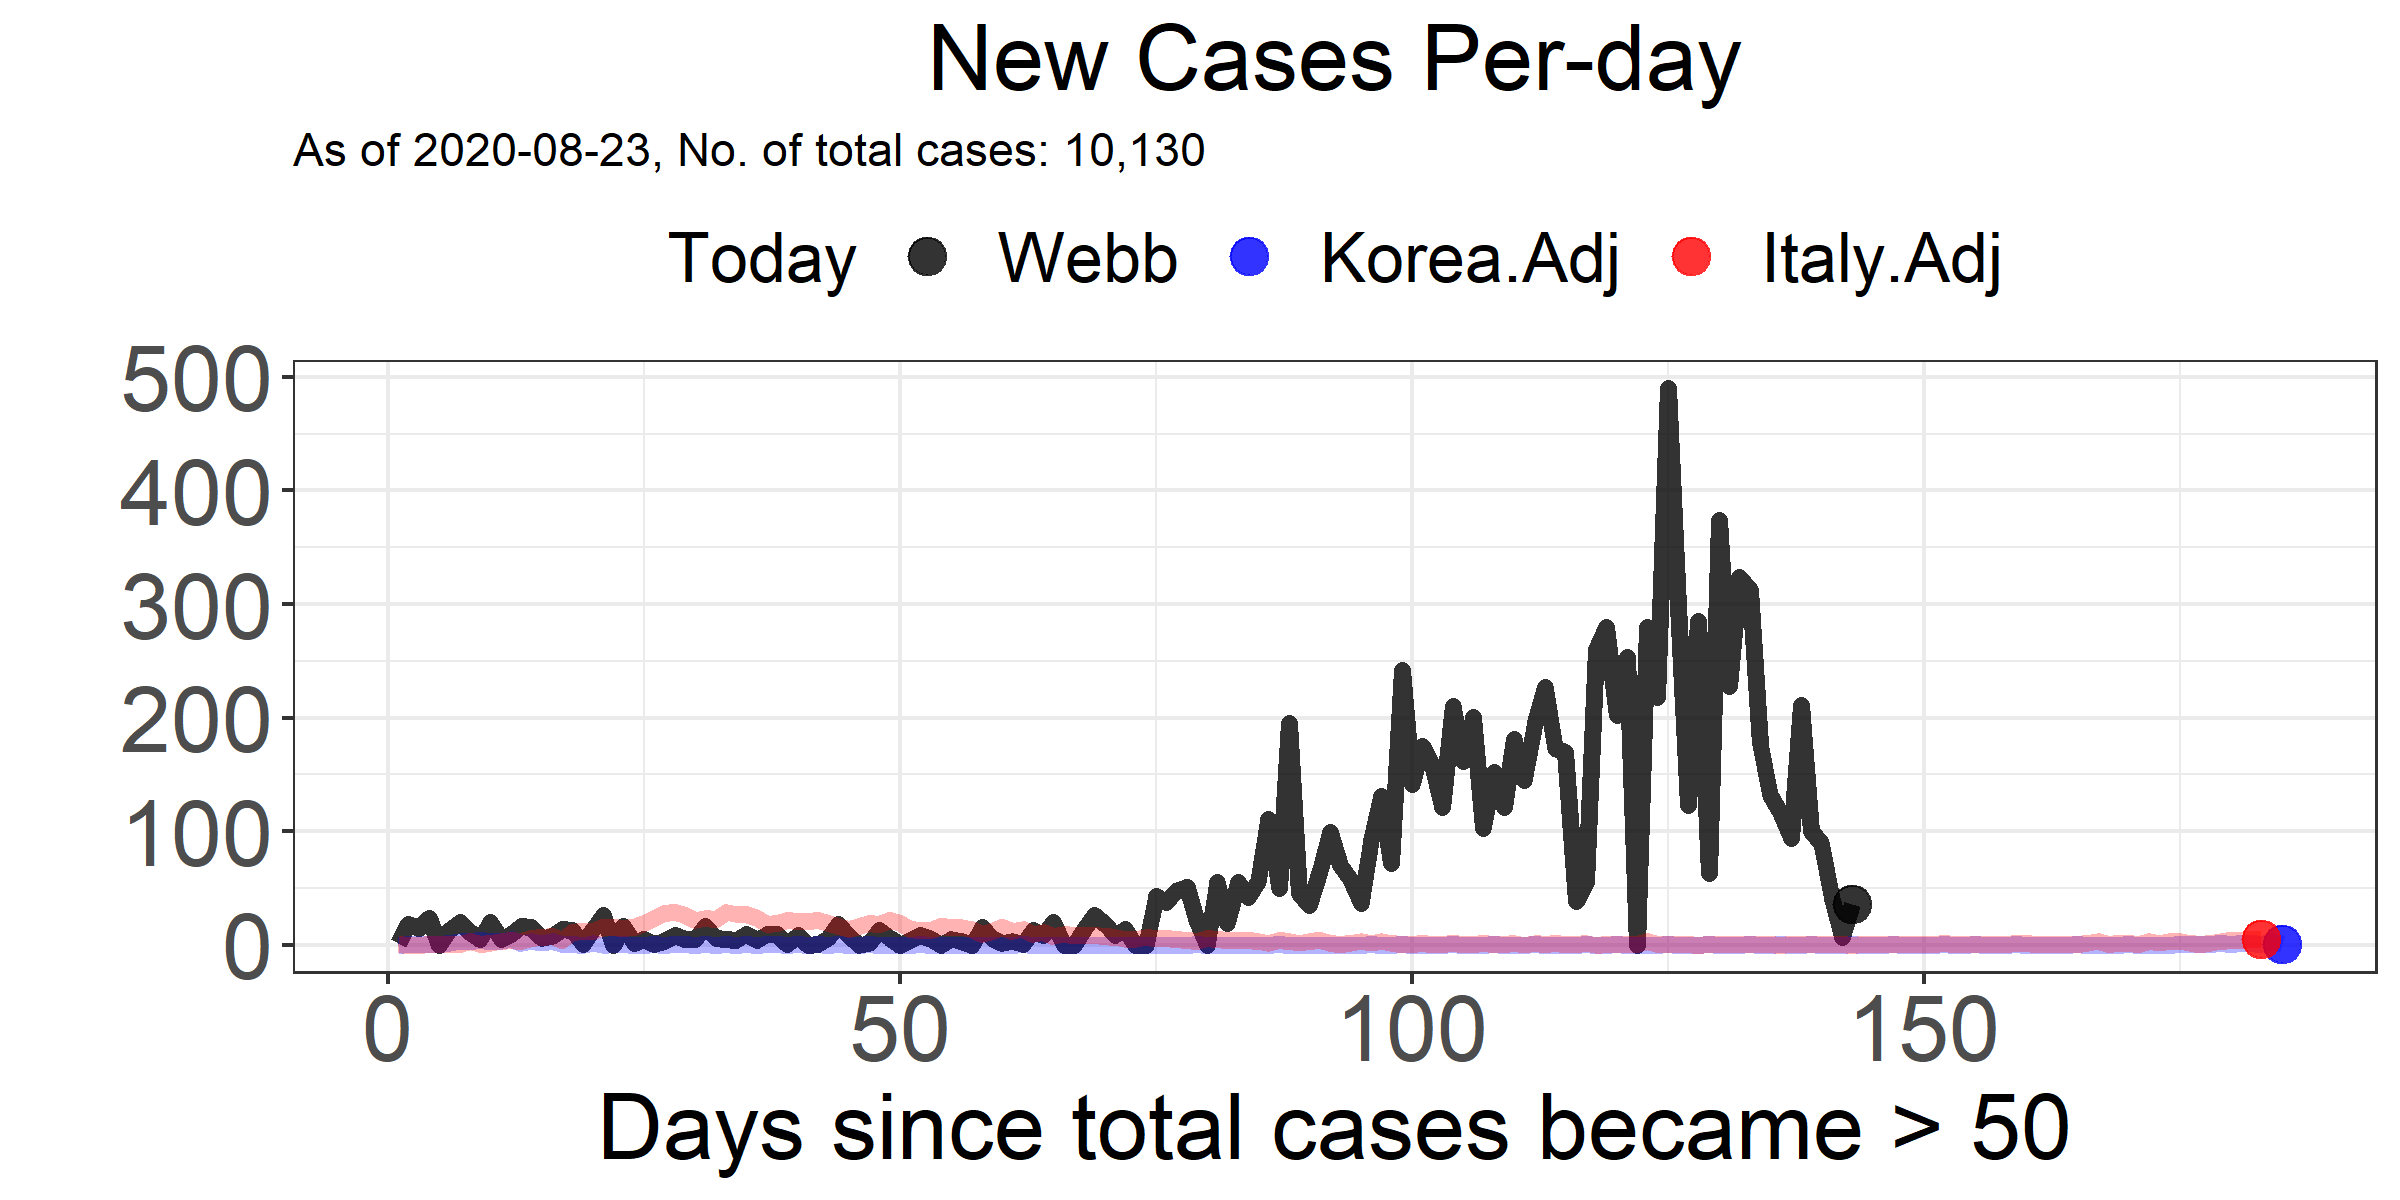 New Cases Per-day
As of 2020-08-23, No. of total cases: 10,130
Today Webb Korea.Adj Italy.Adj
500
400
300
200
100
0
0 50 100 150
Days since total cases became > 50